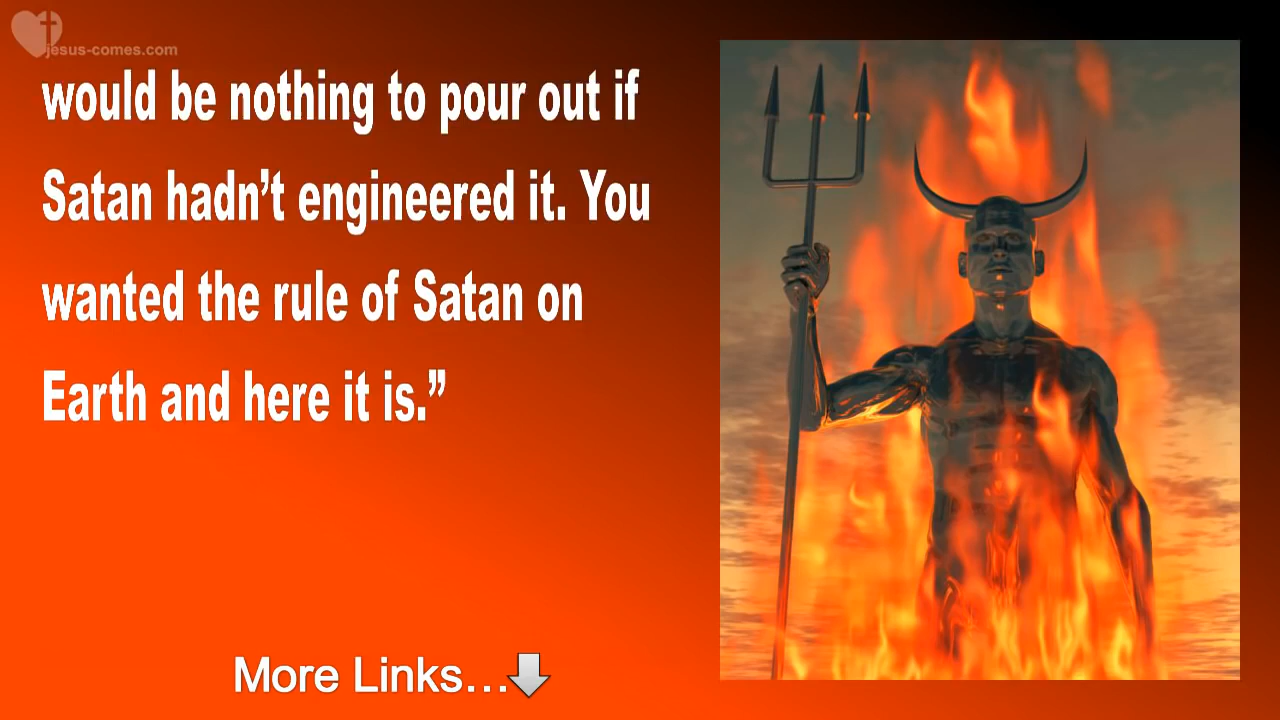 jesus-comes.com
would be nothing to pour out if
Satan hadn’t engineered it. You
wanted the rule of Satan on
Earth and here it is.”
More Links…